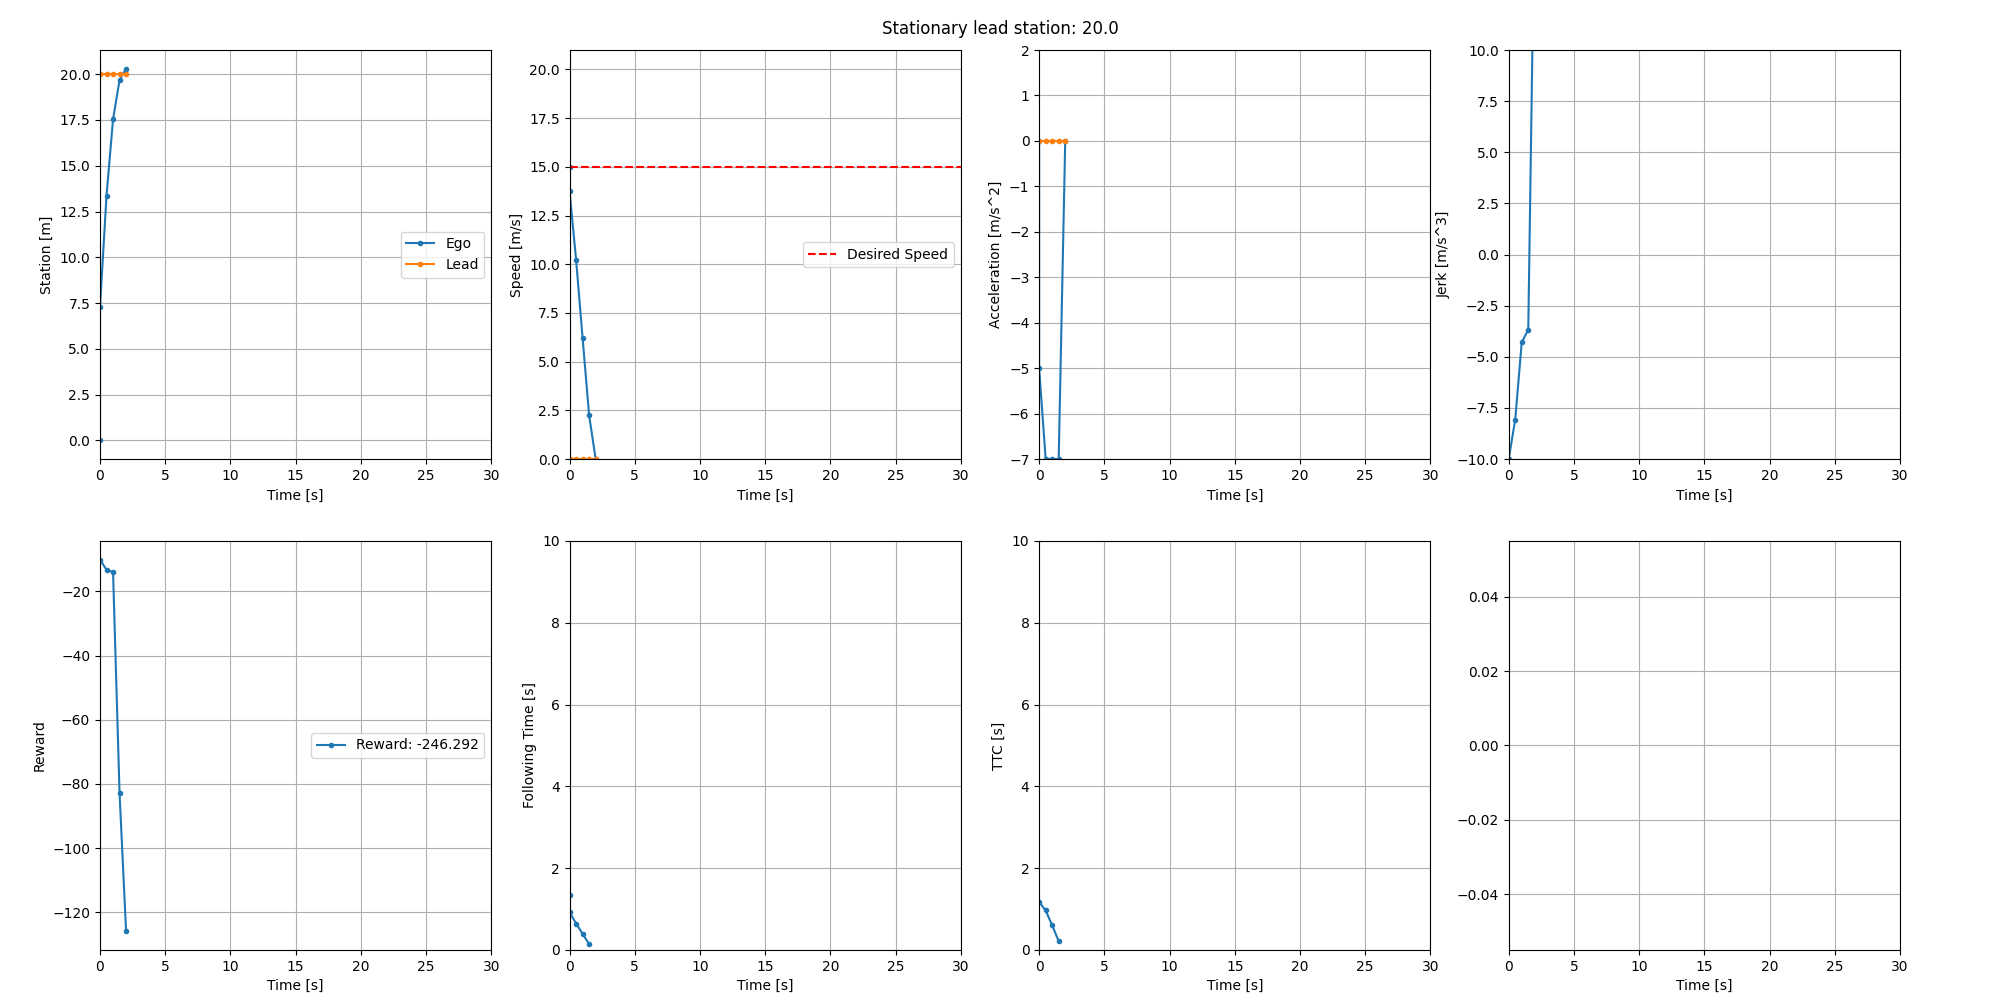 Stationary lead station: 20.0
Station [m]
20.0
17.5
15.0
12.5
10.0
7.5
5.0
2.5
0.0
Ego
Lead
0 5 10 15 20 25 30
Time [s]
Speed [m/s]
20.0
17.5
15.0
12.5
10.0
7.5
5.0
2.5
0.0
Desired Speed
0 5 10 15 20 25 30
Time [s]
Acceleration [m/s^2]
2
1
0
−1
−2
−3
−4
−5
−6
−7
0 5 10 15 20 25 30
Time [s]
Jerk [m/s^3]
10.0
7.5
5.0
2.5
0.0
−2.5
−5.0
−7.5
−10.0
0 5 10 15 20 25 30
Time [s]
Reward
−20
−40
−60
−80
−100
−120
Reward: -246.292
0 5 10 15 20 25 30
Time [s]
Following Time [s]
10
8
6
4
2
0
0 5 10 15 20 25 30
Time [s]
TTC [s]
10
8
6
4
2
0
0 5 10 15 20 25 30
Time [s]
0.04
0.02
0.00
−0.02
−0.04
0 5 10 15 20 25 30
Time [s]